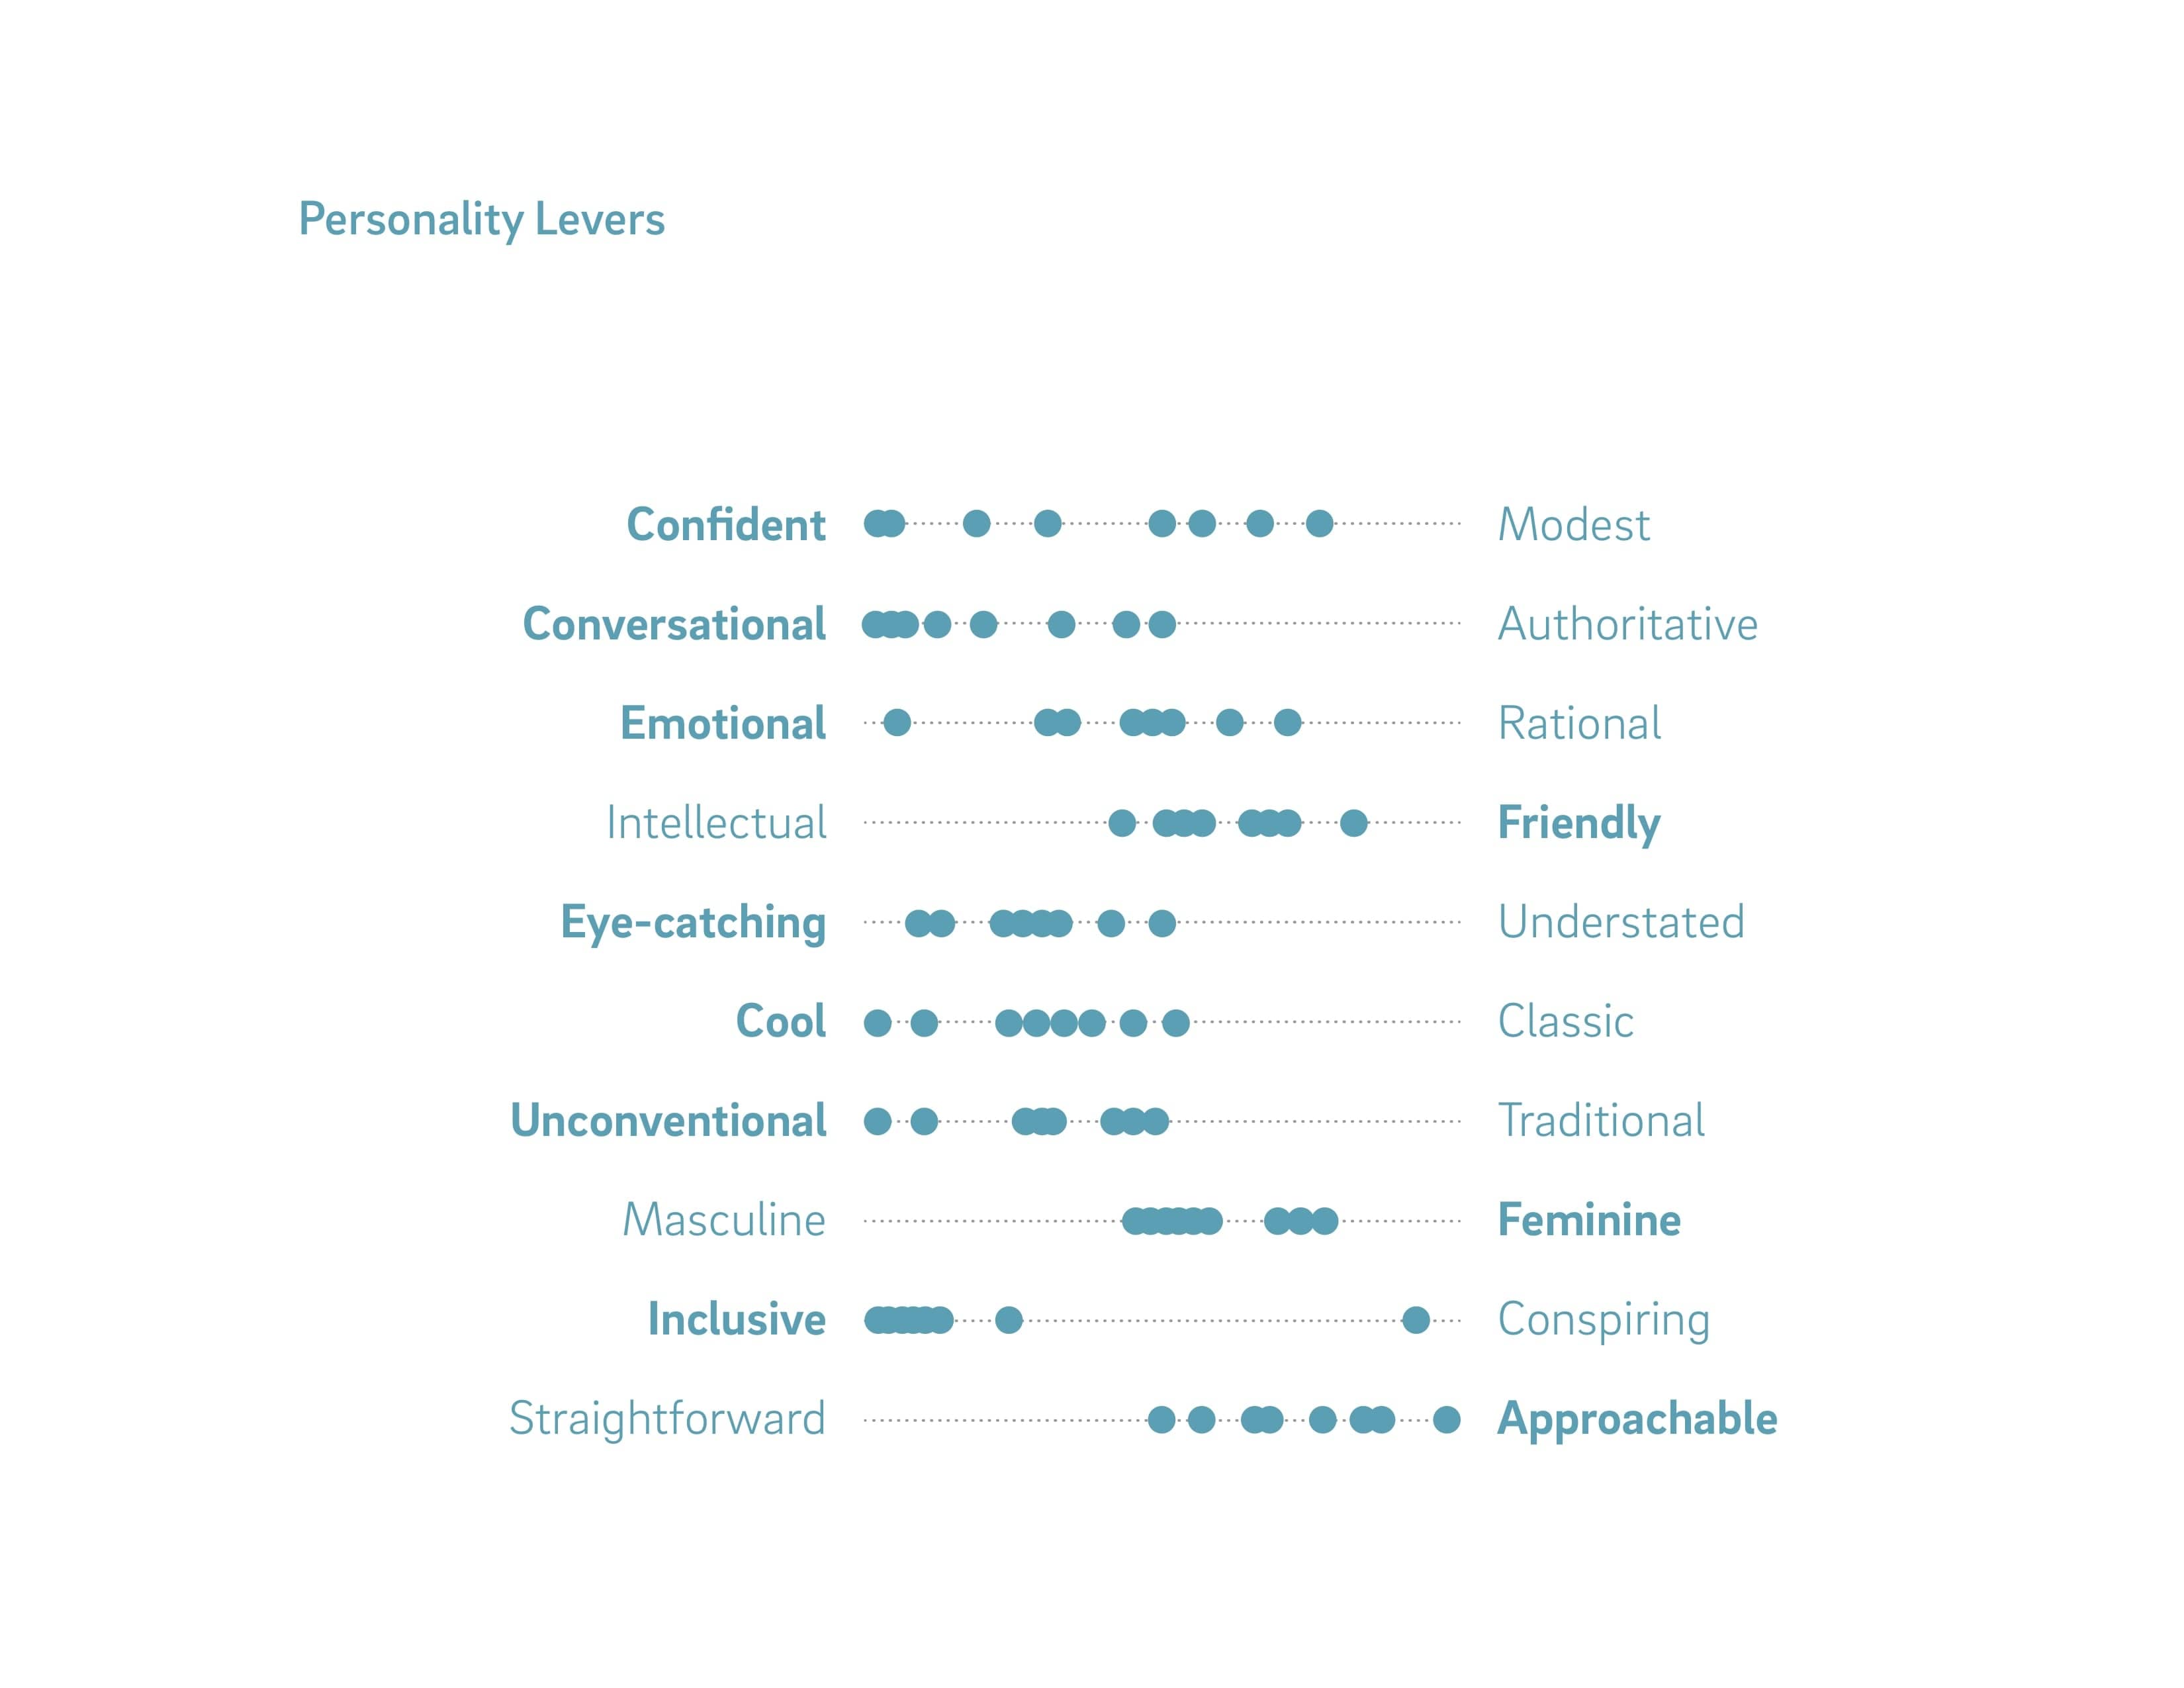 Personality Levers
Confident Modest
Conversational Authoritative
Emotional Rational
Intellectual Friendly
Eye-catching Understated
Cool Classic
Unconventional Traditional
Masculine Feminine
Inclusive Conspiring
Straightforward Approachable